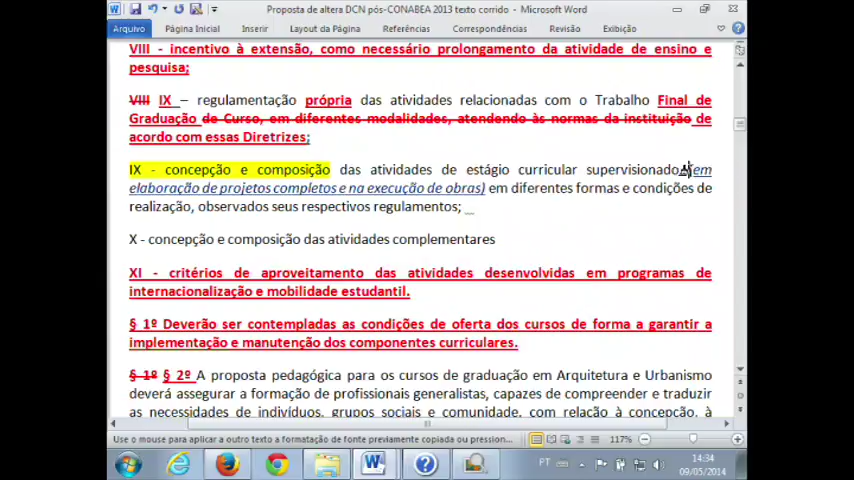 Proposta de altera DCN pós-CONABEA 2013 texto corrido - Microsoft Word
Arquivo Página Inicial Inserir Layout da Página Referências Correspondências Revisão Exibição
VIII - incentivo à extensão, como necessário prolongamento da atividade de ensino e
pesquisa;
VIII IX – regulamentação própria das atividades relacionadas com o Trabalho Final de
Graduação de Curso, em diferentes modalidades, atendendo às normas da instituição de
acordo com essas Diretrizes;
IX - concepção e composição das atividades de estágio curricular supervisionado (em
elaboração de projetos completos e na execução de obras) em diferentes formas e condições de
realização, observados seus respectivos regulamentos;
X - concepção e composição das atividades complementares
XI - critérios de aproveitamento das atividades desenvolvidas em programas de
internacionalização e mobilidade estudantil.
§ 1º Deverão ser contempladas as condições de oferta dos cursos de forma a garantir a
implementação e manutenção dos componentes curriculares.
§ 1º § 2º A proposta pedagógica para os cursos de graduação em Arquitetura e Urbanismo
deverá assegurar a formação de profissionais generalistas, capazes de compreender e traduzir
as necessidades de indivíduos, grupos sociais e comunidade, com relação à concepção, à
Use o mouse para aplicar a outro texto a formatação de fonte previamente copiada ou pression... 117%
PT 14:34
09/05/2014